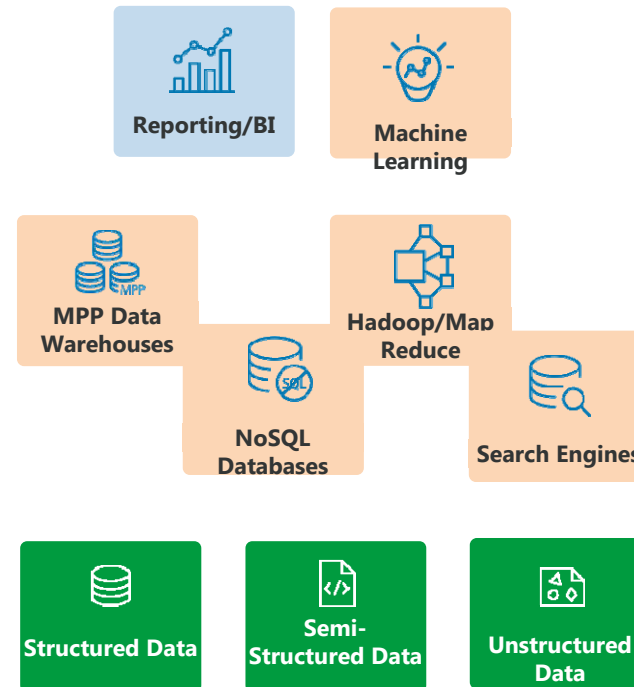 Reporting/BI
Machine
Learning
MPP
MPP Data
Warehouses
Hadoop/Map
Reduce
SQL
NoSQL
Databases
Search Engines
</>
Structured Data
Semi-
Structured Data
Unstructured
Data